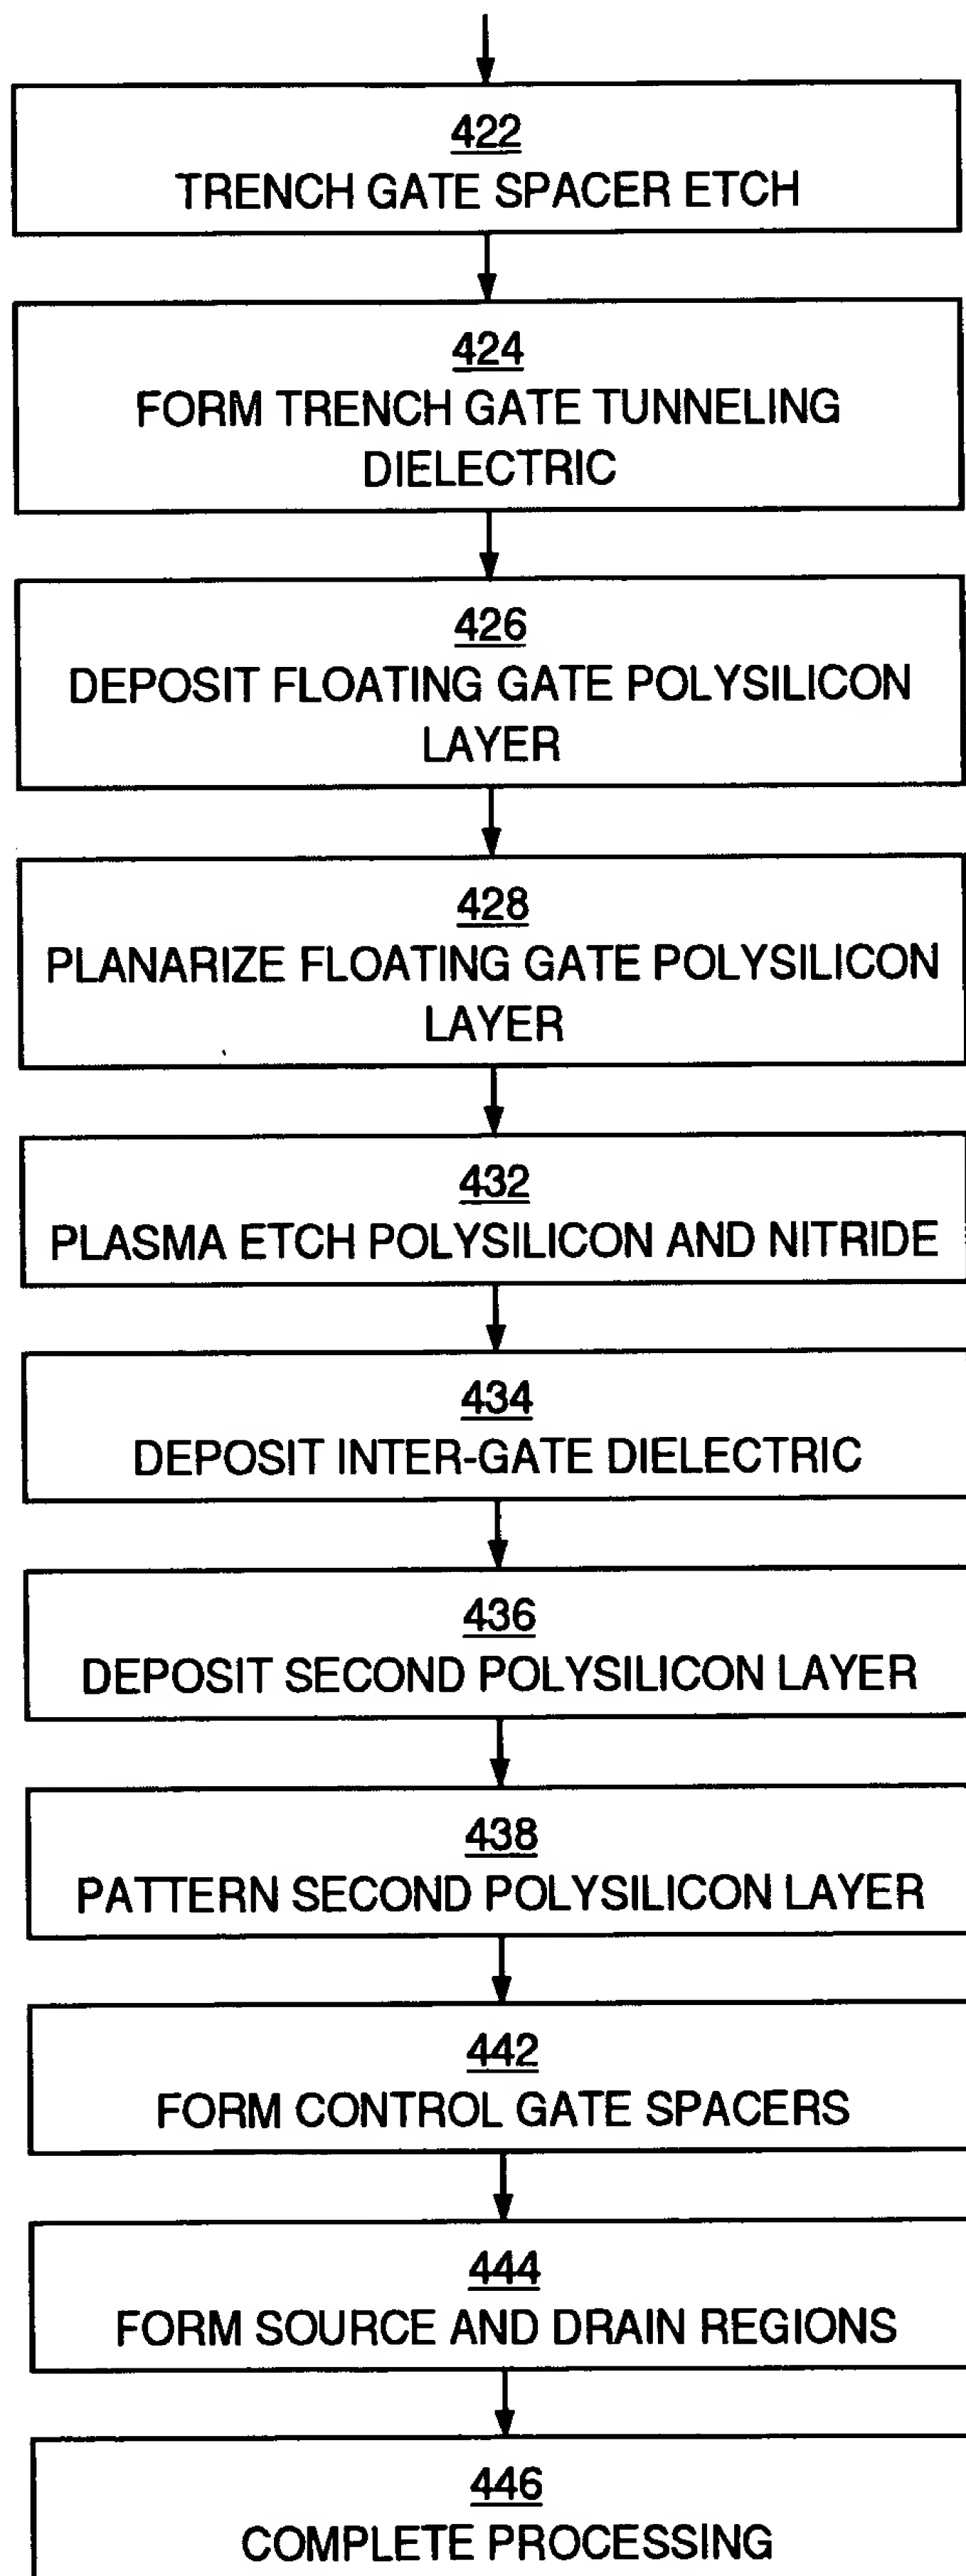 422
TRENCH GATE SPACER ETCH
424
FORM TRENCH GATE TUNNELING
DIELECTRIC
426
DEPOSIT FLOATING GATE POLYSILICON
LAYER
428
PLANARIZE FLOATING GATE POLYSILICON
LAYER
432
PLASMA ETCH POLYSILICON AND NITRIDE
434
DEPOSIT INTER-GATE DIELECTRIC
436
DEPOSIT SECOND POLYSILICON LAYER
438
PATTERN SECOND POLYSILICON LAYER
442
FORM CONTROL GATE SPACERS
444
FORM SOURCE AND DRAIN REGIONS
446
COMPLETE PROCESSING